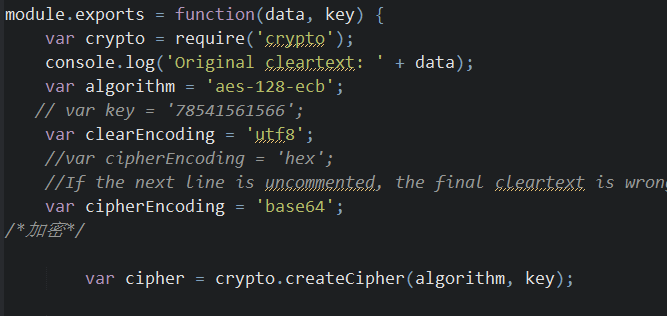 module.exports = function(data, key) {
var crypto = require('crypto');
console.log('Original cleartext: ' + data);
var algorithm = 'aes-128-ecb';
// var key = '78541561566';
var clearEncoding = 'utf8';
//var cipherEncoding = 'hex';
//If the next line is uncommented, the final cleartext is wron
var cipherEncoding = 'base64';
/*加密*/
var cipher = crypto.createCipher(algorithm, key);